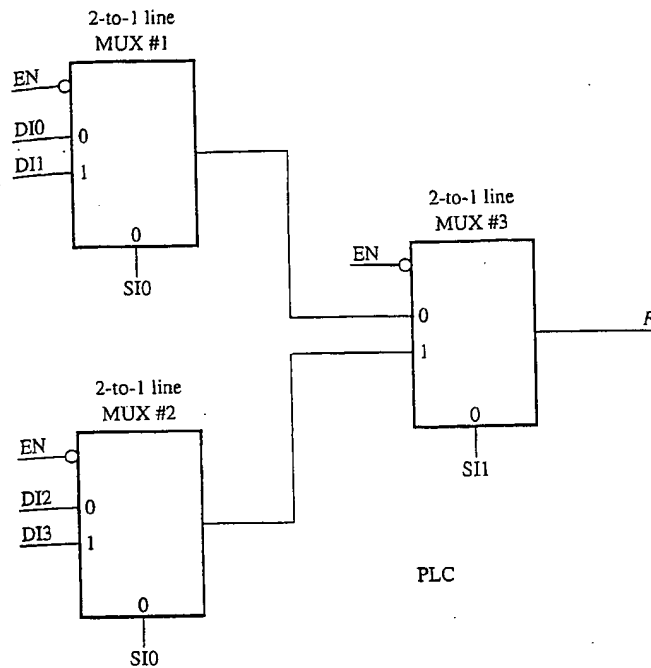 2-to-1 line
MUX #1
EN
DI0
0
DI1
1
0
SI0
2-to-1 line
MUX #3
EN
0
1
F
0
SI1
2-to-1 line
MUX #2
EN
DI2
0
DI3
1
0
SI0
PLC